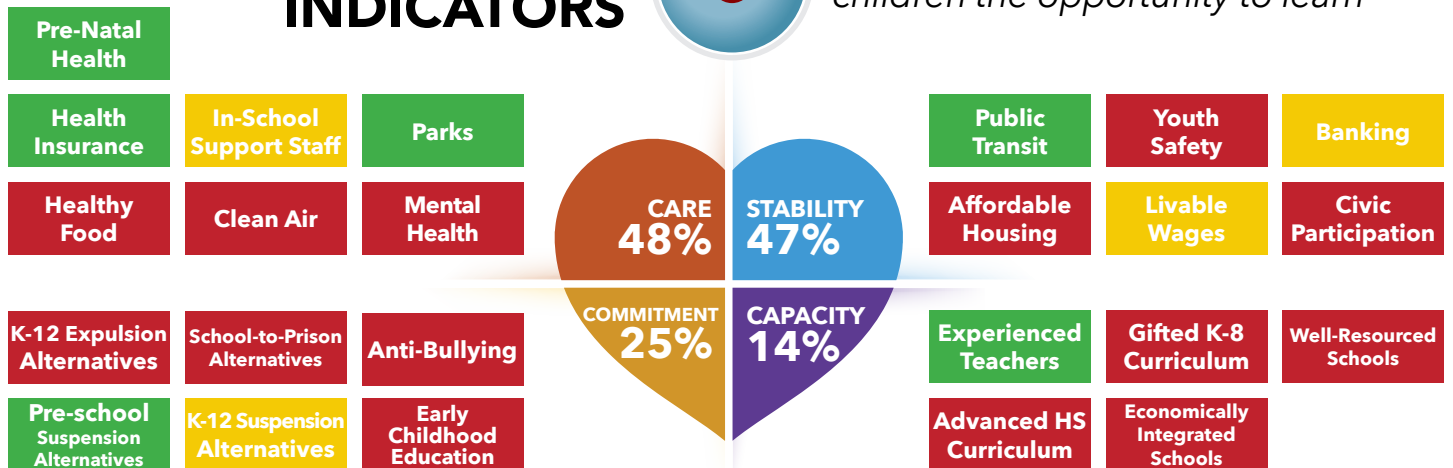 INDICATORS
children the opportunity to learn
Pre-Natal
Health
Health
Insurance
In-School
Support Staff
Parks
Healthy
Food
Clean Air
Mental
Health
CARE
48%
STABILITY
47%
COMMITMENT
25%
CAPACITY
14%
Public
Transit
Youth
Safety
Banking
Affordable
Housing
Livable
Wages
Civic
Participation
K-12 Expulsion
Alternatives
School-to-Prison
Alternatives
Anti-Bullying
Pre-school
Suspension
Alternatives
K-12 Suspension
Alternatives
Early
Childhood
Education
Experienced
Teachers
Gifted K-8
Curriculum
Well-Resourced
Schools
Advanced HS
Curriculum
Economically
Integrated
Schools